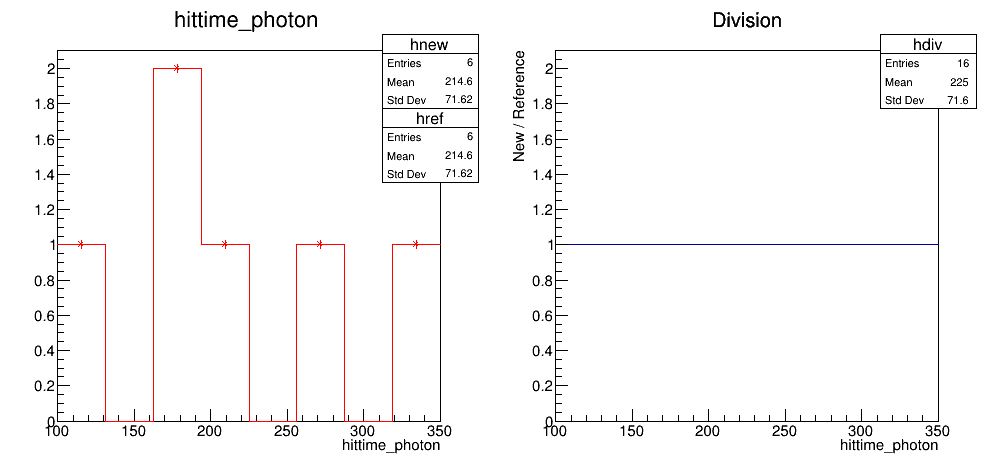 hittime_photon
hnew
Entries 6
Mean 214.6
Std Dev 71.62
href
Entries 6
Mean 214.6
Std Dev 71.62
2
1.8
1.6
1.4
1.2
1
0.8
0.6
0.4
0.2
0
100 150 200 250 300 350
hittime_photon
Division
hdiv
Entries 16
Mean 225
Std Dev 71.6
New / Reference
2
1.8
1.6
1.4
1.2
1
0.8
0.6
0.4
0.2
0
100 150 200 250 300 350
hittime_photon